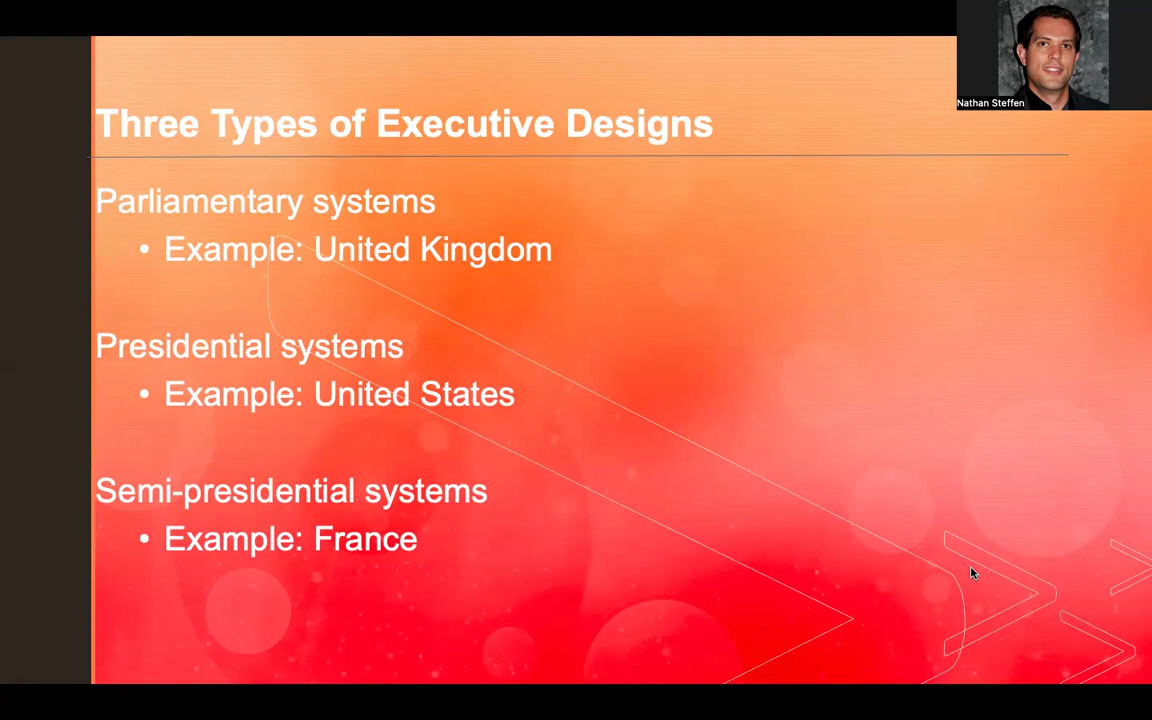 Nathan Steffen
Three Types of Executive Designs
Parliamentary systems
• Example: United Kingdom
Presidential systems
• Example: United States
Semi-presidential systems
• Example: France